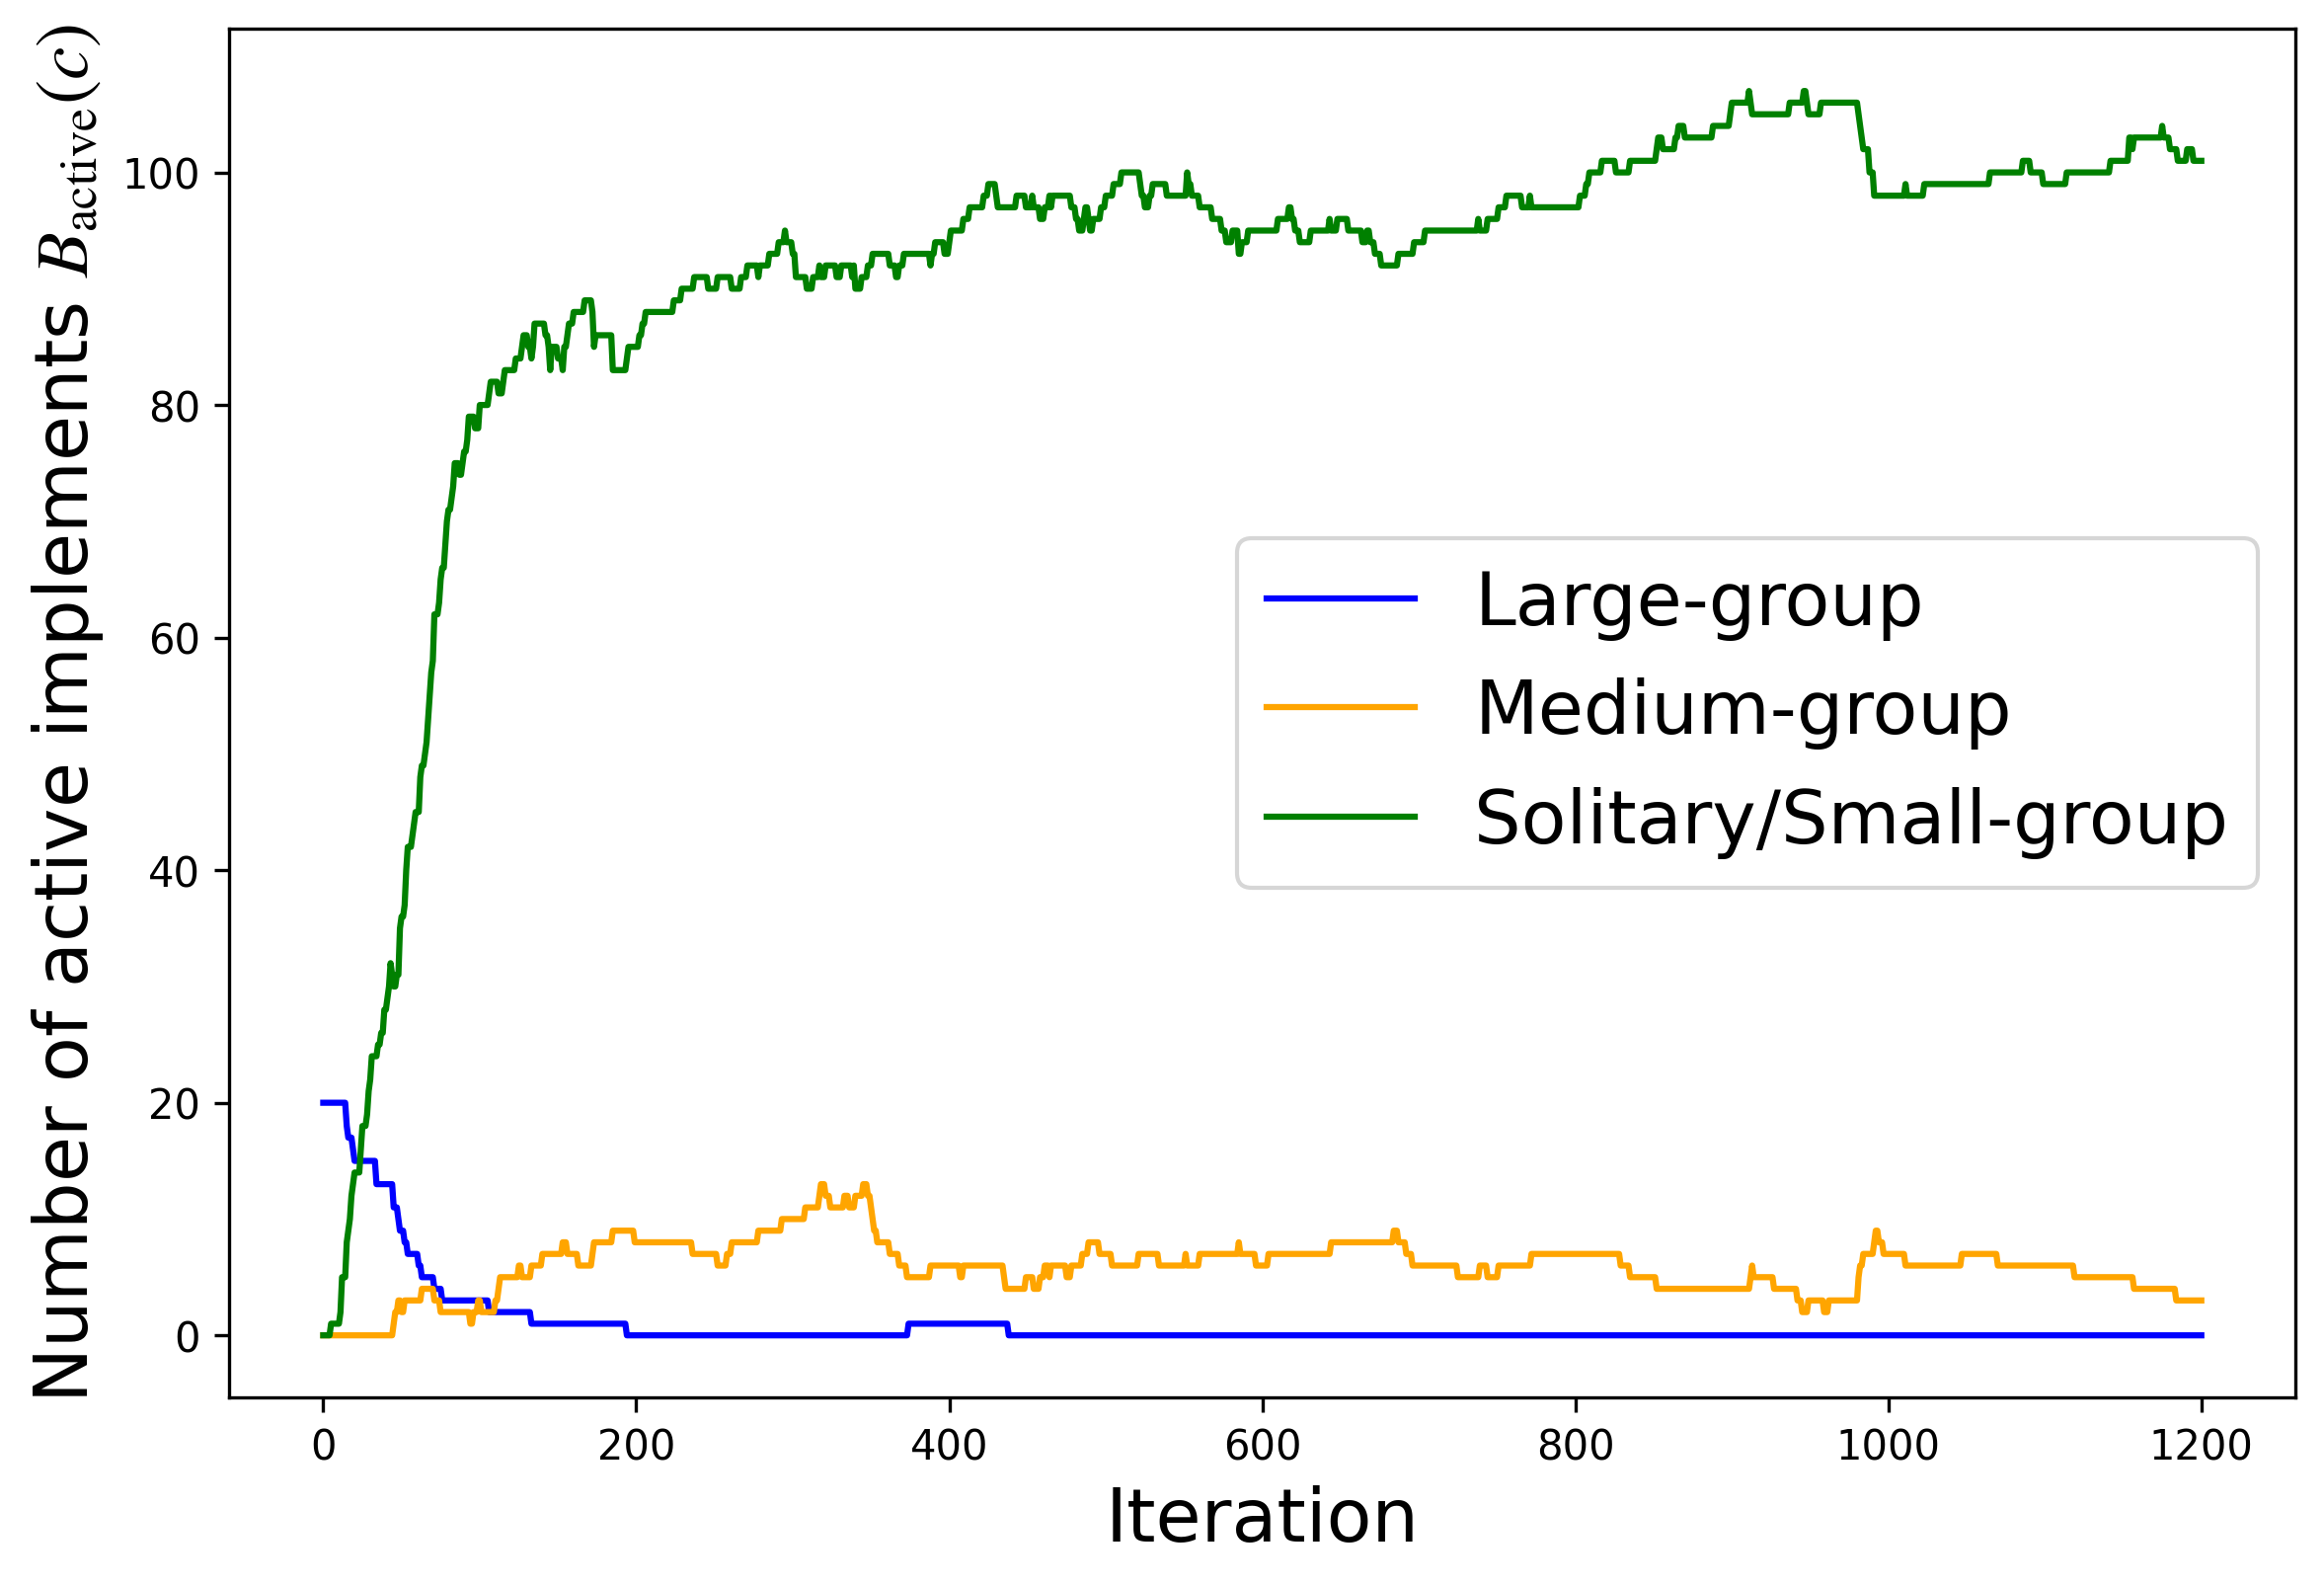 Number of active implements B_active(c)
100
80
60
40
20
0
Large-group
Medium-group
Solitary/Small-group
0 200 400 600 800 1000 1200
Iteration